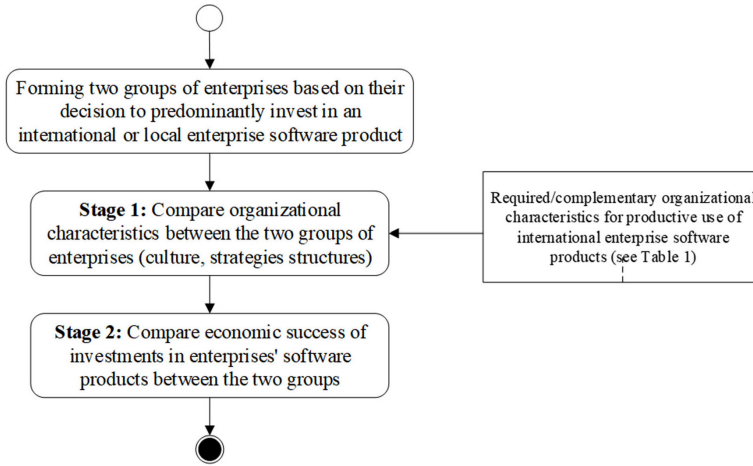 Forming two groups of enterprises based on their
decision to predominantly invest in an
international or local enterprise software product
Stage 1: Compare organizational
characteristics between the two groups of
enterprises (culture, strategies structures)
Required/complementary organizational
characteristics for productive use of
international enterprise software
products (see Table 1)
Stage 2: Compare economic success of
investments in enterprises' software
products between the two groups